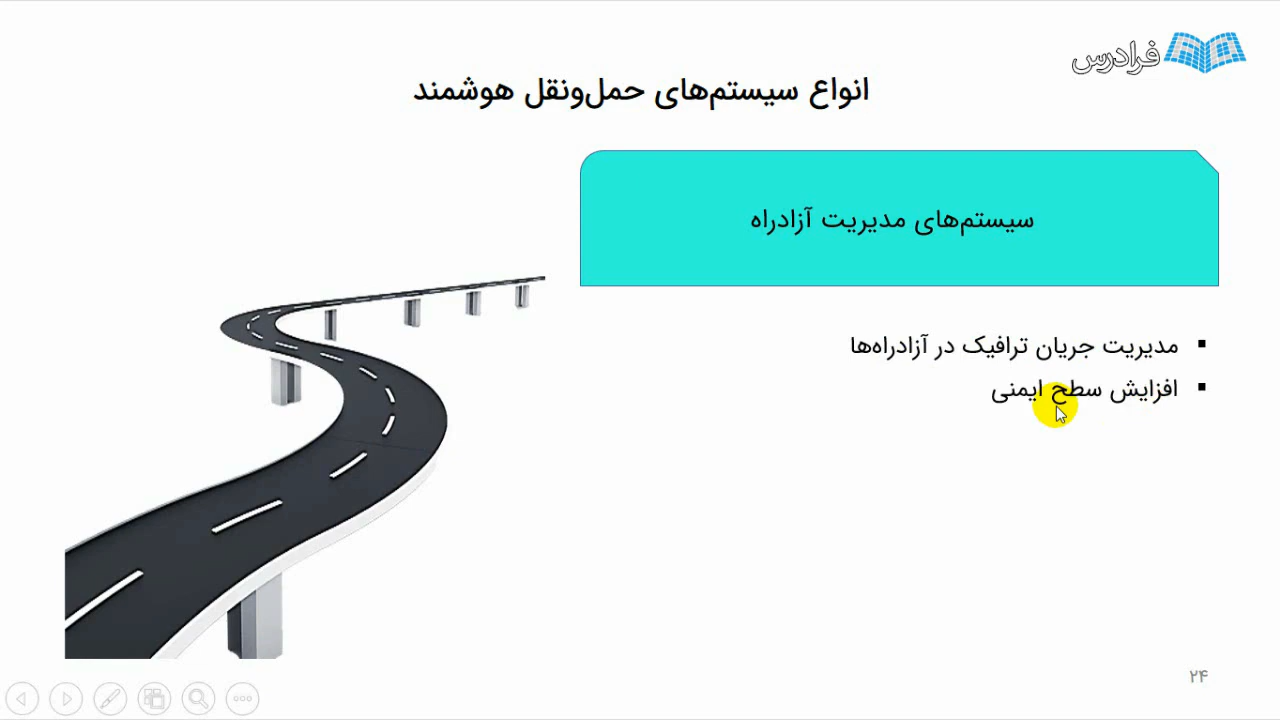 فرادرس
انواع سیستم‌های حمل‌ونقل هوشمند
سیستم‌های مدیریت آزادراه
▪ مدیریت جریان ترافیک در آزادراه‌ها
▪ افزایش سطح ایمنی
۲۴